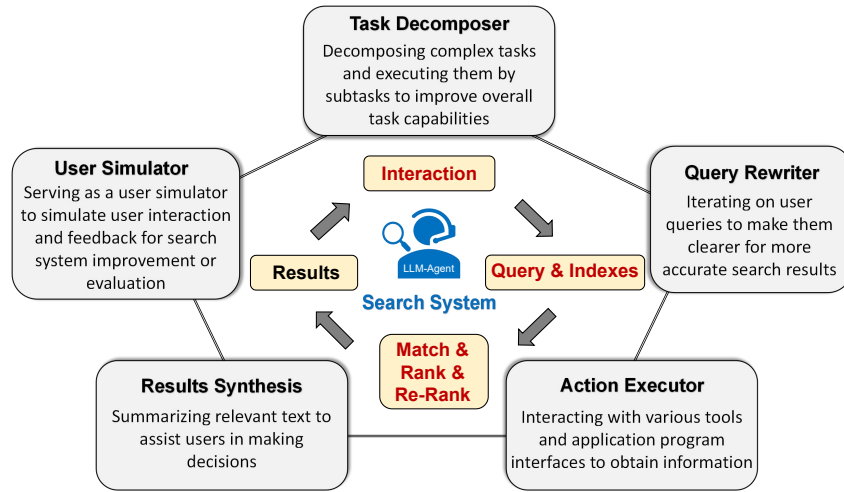 Task Decomposer
Decomposing complex tasks
and executing them by
subtasks to improve overall
task capabilities
User Simulator
Serving as a user simulator
to simulate user interaction
and feedback for search
system improvement or
evaluation
Interaction
Query Rewriter
Iterating on user
queries to make them
clearer for more
accurate search results
Results
LLM-Agent
Search System
Query & Indexes
Match &
Rank &
Re-Rank
Results Synthesis
Summarizing relevant text to
assist users in making
decisions
Action Executor
Interacting with various tools
and application program
interfaces to obtain information